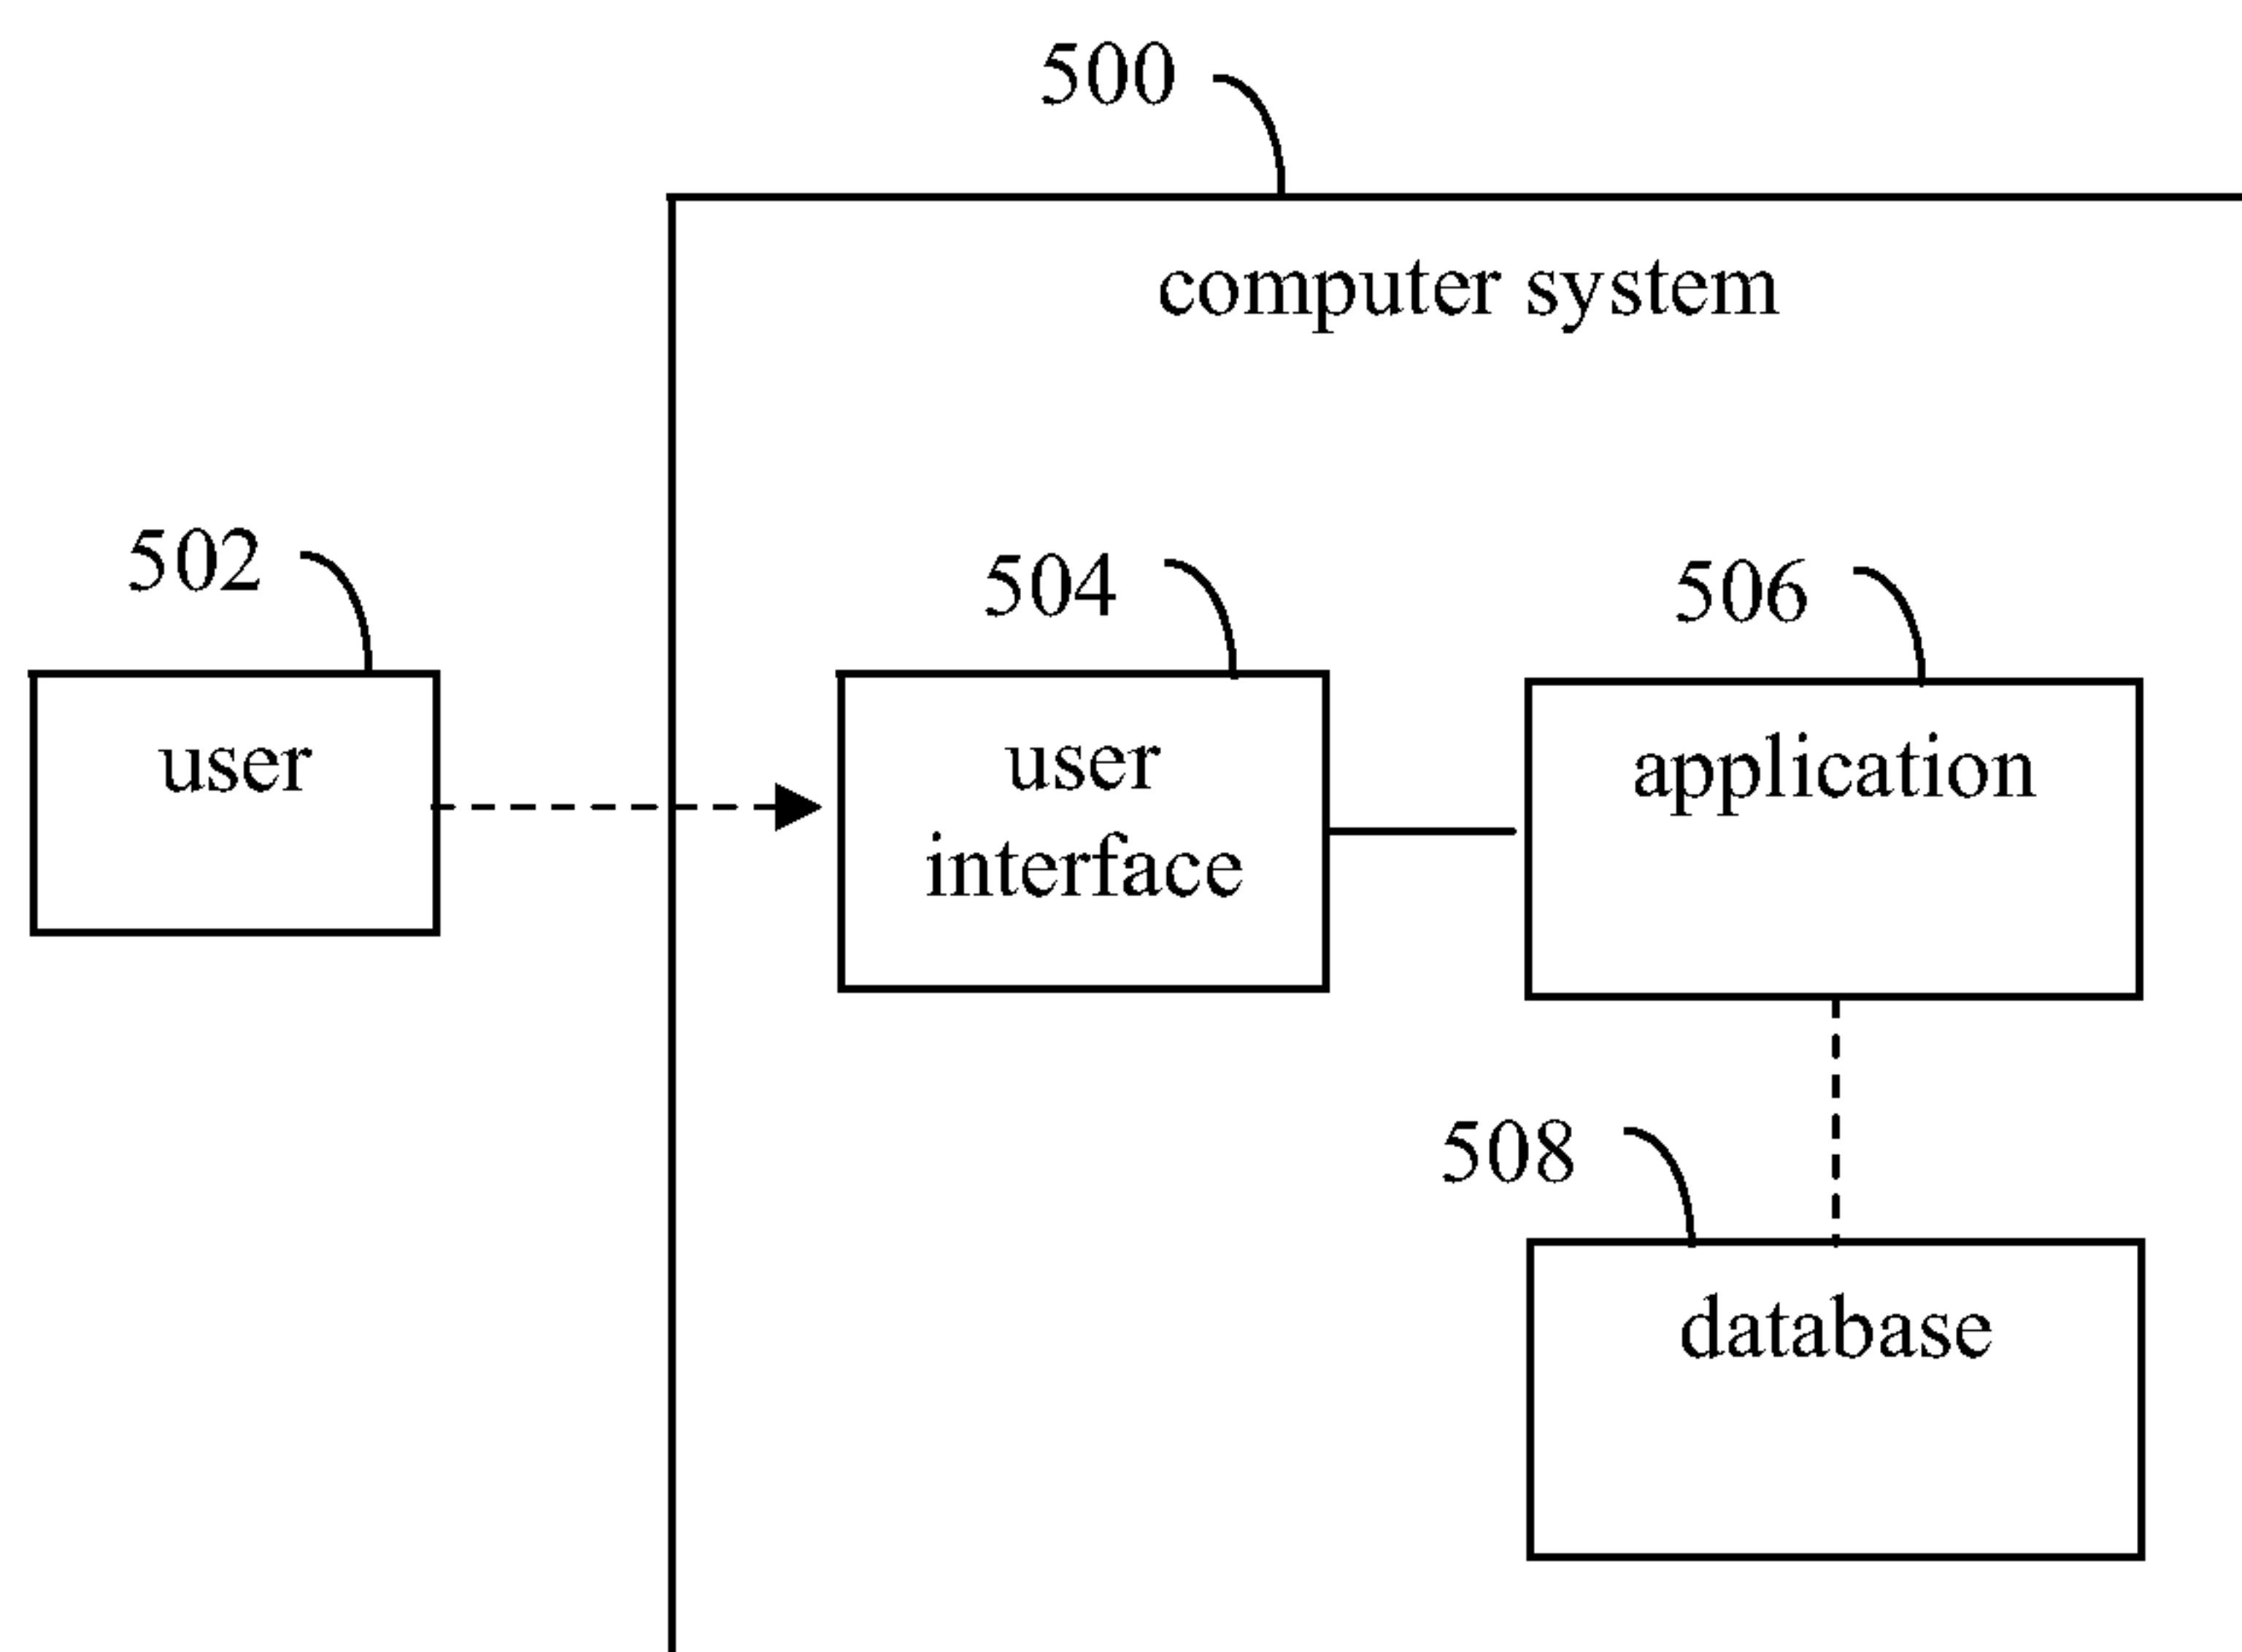 500
computer system
502
504
506
user
user
interface
application
508
database